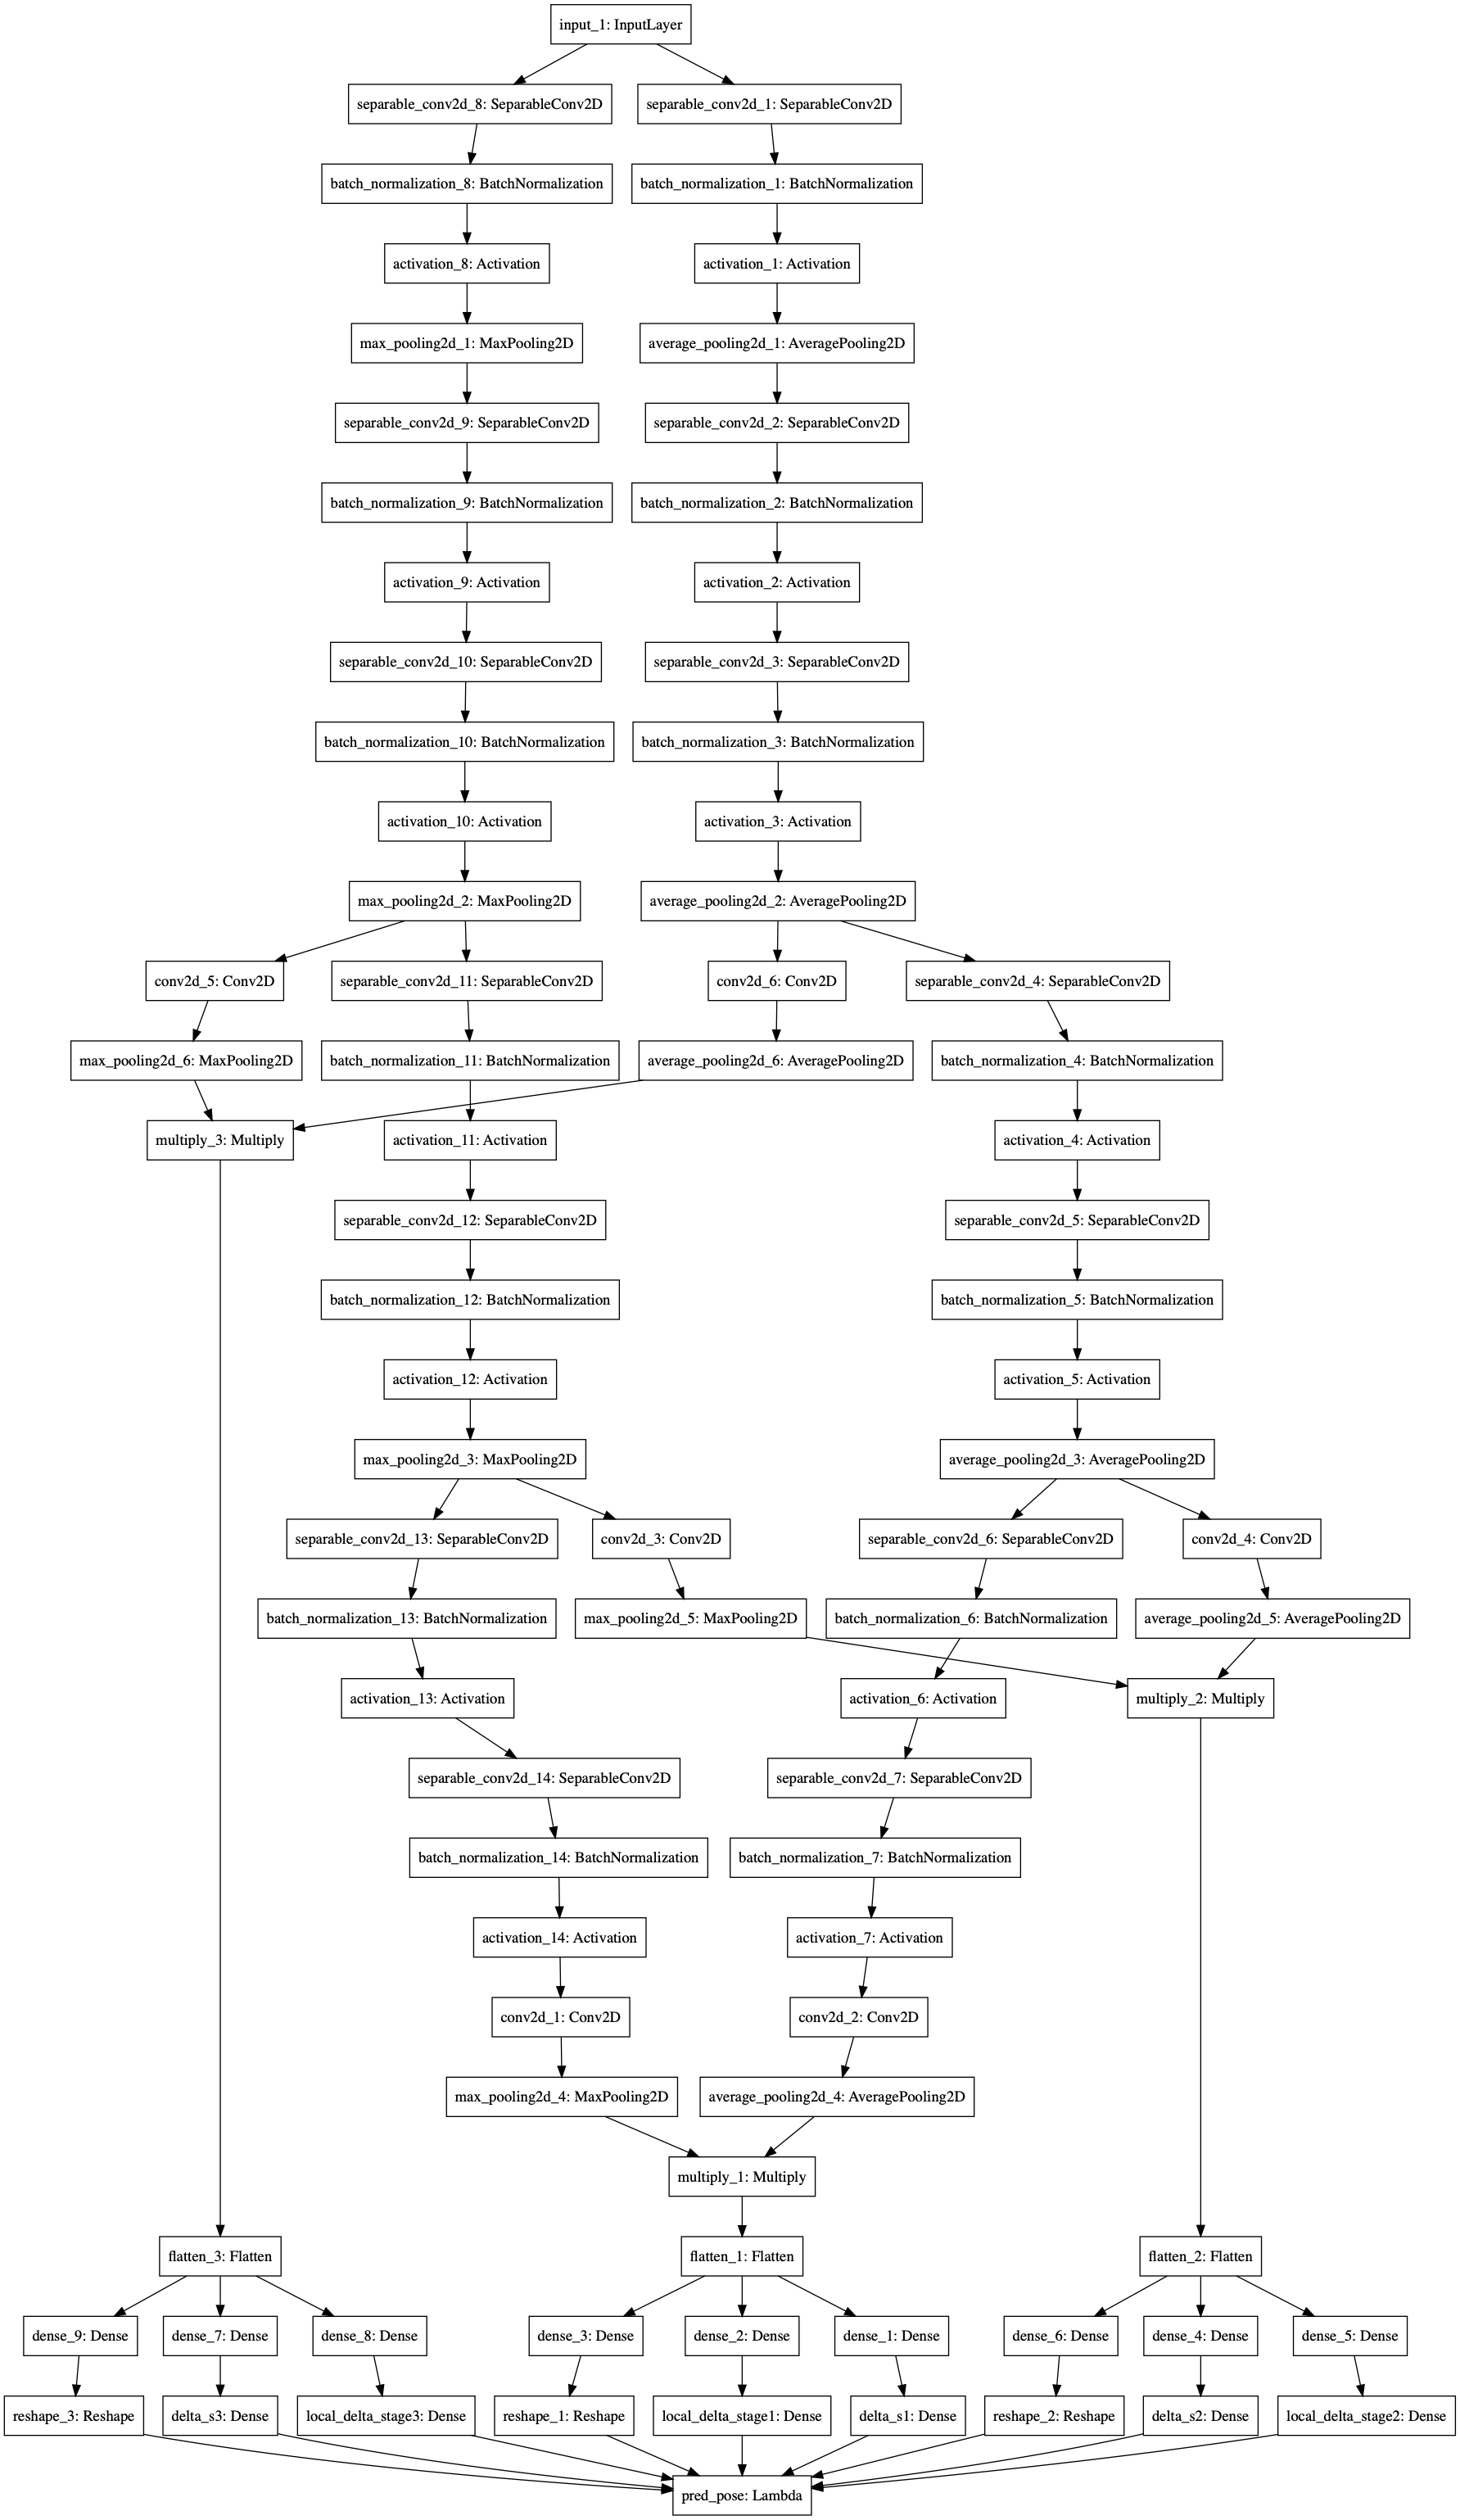 input_1: InputLayer
separable_conv2d_8: SeparableConv2D
separable_conv2d_1: SeparableConv2D
batch_normalization_8: BatchNormalization
batch_normalization_1: BatchNormalization
activation_8: Activation
activation_1: Activation
max_pooling2d_1: MaxPooling2D
average_pooling2d_1: AveragePooling2D
separable_conv2d_9: SeparableConv2D
separable_conv2d_2: SeparableConv2D
batch_normalization_9: BatchNormalization
batch_normalization_2: BatchNormalization
activation_9: Activation
activation_2: Activation
separable_conv2d_10: SeparableConv2D
separable_conv2d_3: SeparableConv2D
batch_normalization_10: BatchNormalization
batch_normalization_3: BatchNormalization
activation_10: Activation
activation_3: Activation
max_pooling2d_2: MaxPooling2D
average_pooling2d_2: AveragePooling2D
conv2d_5: Conv2D
separable_conv2d_11: SeparableConv2D
conv2d_6: Conv2D
separable_conv2d_4: SeparableConv2D
max_pooling2d_6: MaxPooling2D
batch_normalization_11: BatchNormalization
average_pooling2d_6: AveragePooling2D
batch_normalization_4: BatchNormalization
multiply_3: Multiply
activation_11: Activation
activation_4: Activation
separable_conv2d_12: SeparableConv2D
separable_conv2d_5: SeparableConv2D
batch_normalization_12: BatchNormalization
batch_normalization_5: BatchNormalization
activation_12: Activation
activation_5: Activation
max_pooling2d_3: MaxPooling2D
average_pooling2d_3: AveragePooling2D
separable_conv2d_13: SeparableConv2D
conv2d_3: Conv2D
separable_conv2d_6: SeparableConv2D
conv2d_4: Conv2D
batch_normalization_13: BatchNormalization
max_pooling2d_5: MaxPooling2D
batch_normalization_6: BatchNormalization
average_pooling2d_5: AveragePooling2D
activation_13: Activation
activation_6: Activation
multiply_2: Multiply
separable_conv2d_14: SeparableConv2D
separable_conv2d_7: SeparableConv2D
batch_normalization_14: BatchNormalization
batch_normalization_7: BatchNormalization
activation_14: Activation
activation_7: Activation
conv2d_1: Conv2D
conv2d_2: Conv2D
max_pooling2d_4: MaxPooling2D
average_pooling2d_4: AveragePooling2D
multiply_1: Multiply
flatten_3: Flatten
flatten_1: Flatten
flatten_2: Flatten
dense_9: Dense
dense_7: Dense
dense_8: Dense
dense_3: Dense
dense_2: Dense
dense_1: Dense
dense_6: Dense
dense_4: Dense
dense_5: Dense
reshape_3: Reshape
delta_s3: Dense
local_delta_stage3: Dense
reshape_1: Reshape
local_delta_stage1: Dense
delta_s1: Dense
reshape_2: Reshape
delta_s2: Dense
local_delta_stage2: Dense
pred_pose: Lambda